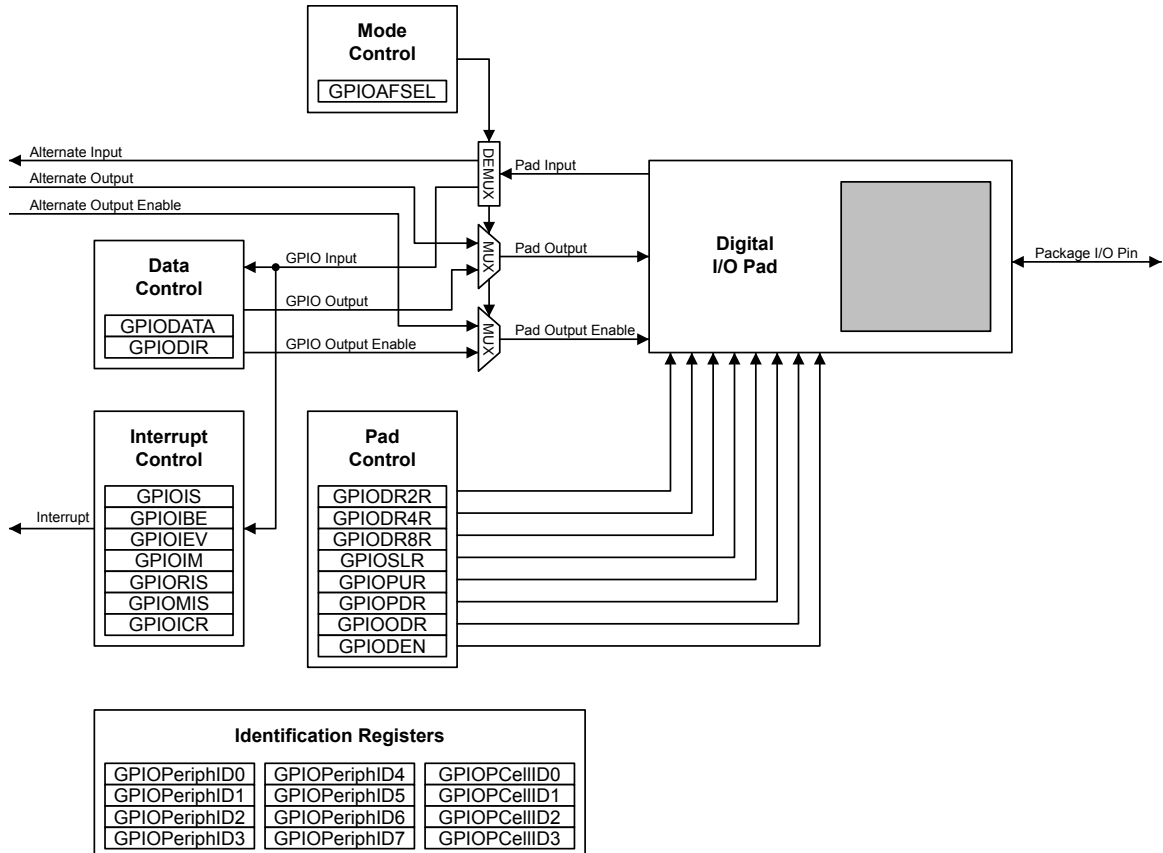 Mode
Control
GPIOAFSEL
Alternate Input
Alternate Output
Alternate Output Enable
DEMUX
Pad Input
MUX
Pad Output
MUX
Pad Output Enable
Digital
I/O Pad
Package I/O Pin
Data
Control
GPIODATA
GPIODIR
GPIO Input
GPIO Output
GPIO Output Enable
Interrupt
Control
GPIOIS
GPIOIBE
GPIOIEV
GPIOIM
GPIORIS
GPIOMIS
GPIOICR
Interrupt
Pad
Control
GPIODR2R
GPIODR4R
GPIODR8R
GPIOSLR
GPIOPUR
GPIOPDR
GPIOODR
GPIODEN
Identification Registers
GPIOPeriphID0 GPIOPeriphID4 GPIOPCellID0
GPIOPeriphID1 GPIOPeriphID5 GPIOPCellID1
GPIOPeriphID2 GPIOPeriphID6 GPIOPCellID2
GPIOPeriphID3 GPIOPeriphID7 GPIOPCellID3